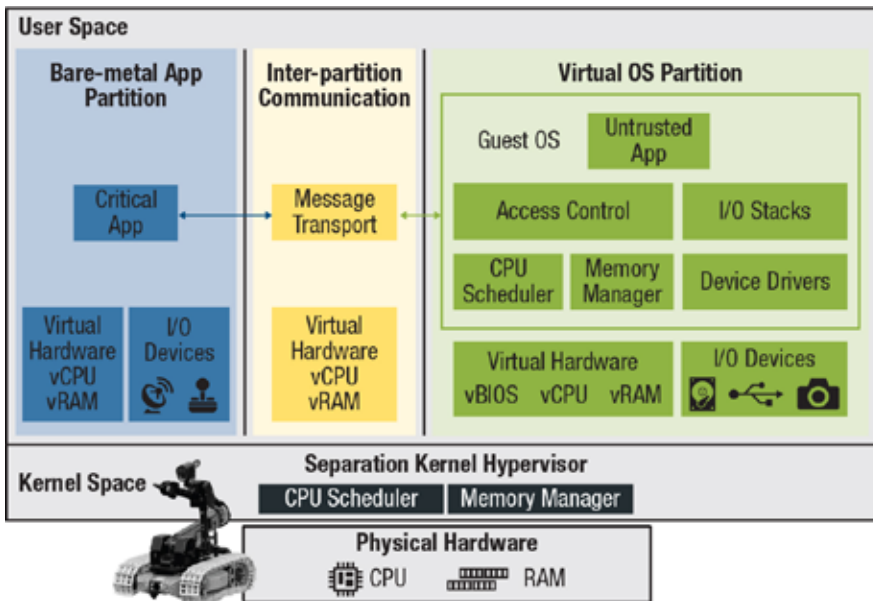 User Space
Bare-metal App
Partition
Critical
App
Virtual
Hardware
vCPU
vRAM
I/O
Devices
Inter-partition
Communication
Message
Transport
Virtual
Hardware
vCPU
vRAM
Virtual OS Partition
Guest OS
Untrusted
App
Access Control
I/O Stacks
CPU
Scheduler
Memory
Manager
Device Drivers
Virtual Hardware
vBIOS vCPU vRAM
I/O Devices
Kernel Space
Separation Kernel Hypervisor
CPU Scheduler
Memory Manager
Physical Hardware
CPU
RAM